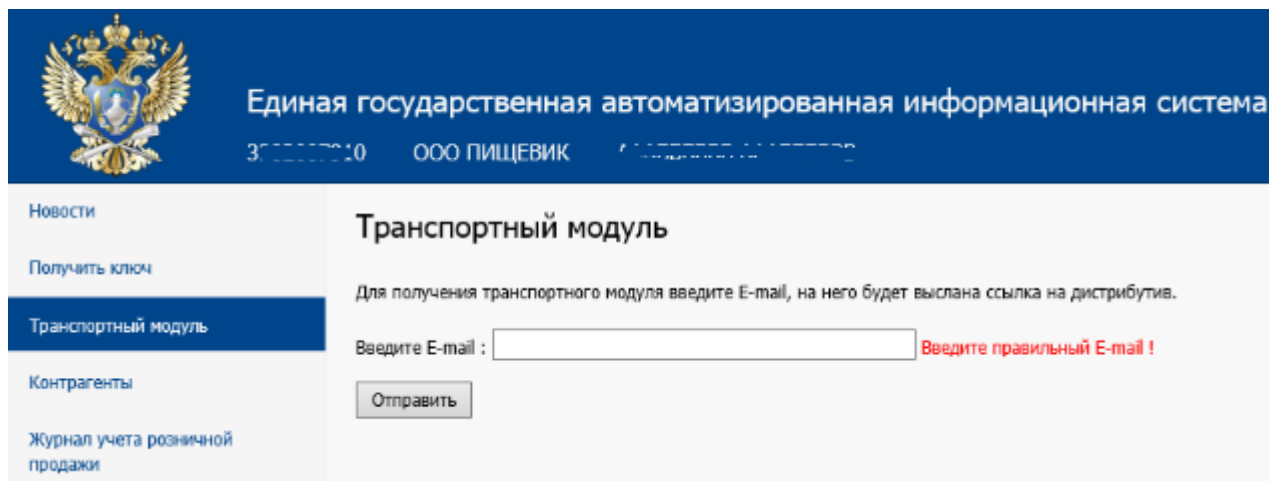 Единая государственная автоматизированная информационная система
ООО ПИЩЕВИК
Новости
Получить ключ
Транспортный модуль
Контрагенты
Журнал учета розничной
продажи
Транспортный модуль
Для получения транспортного модуля введите E-mail, на него будет выслана ссылка на дистрибутив.
Введите E-mail : Введите правильный E-mail !
Отправить